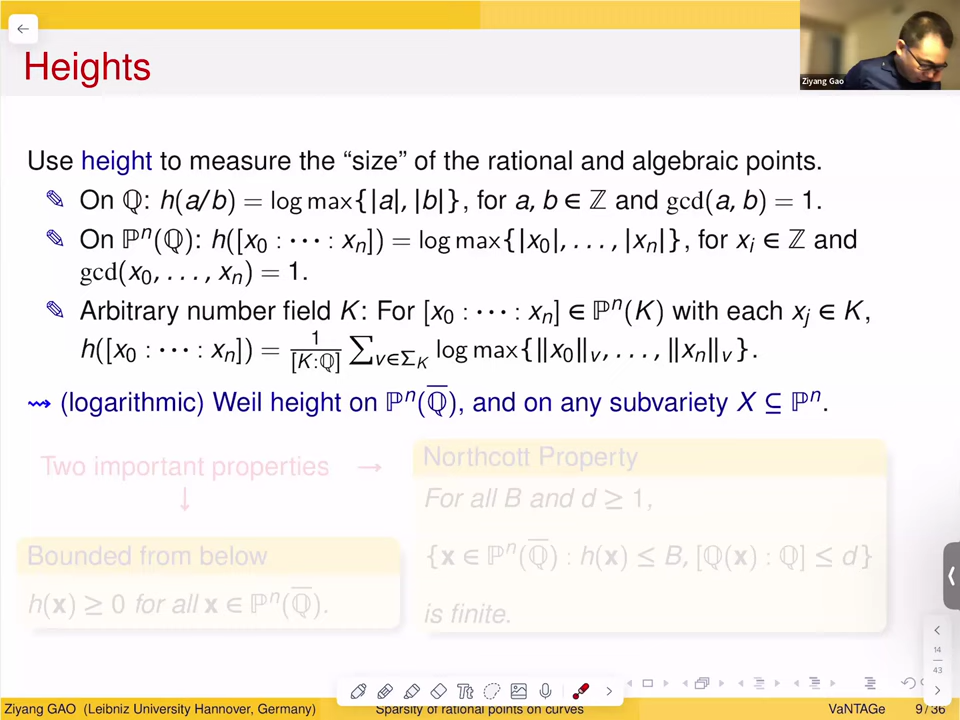 Heights
Ziyang Gao
Use height to measure the “size” of the rational and algebraic points.
On ℚ: h(a/b) = log max{|a|, |b|}, for a, b ∈ ℤ and gcd(a, b) = 1.
On ℙⁿ(ℚ): h([x₀ : ··· : xₙ]) = log max{|x₀|, . . . , |xₙ|}, for xᵢ ∈ ℤ and
gcd(x₀, . . . , xₙ) = 1.
Arbitrary number field K: For [x₀ : ··· : xₙ] ∈ ℙⁿ(K) with each xⱼ ∈ K,
h([x₀ : ··· : xₙ]) = 1/[K:ℚ] ∑_{v∈Σ_K} log max{‖x₀‖ᵥ, . . . , ‖xₙ‖ᵥ}.
⇝ (logarithmic) Weil height on ℙⁿ(ℚ̅), and on any subvariety X ⊆ ℙⁿ.
Two important properties →
↓
Northcott Property
For all B and d ≥ 1,
{x ∈ ℙⁿ(ℚ̅) : h(x) ≤ B, [ℚ(x) : ℚ] ≤ d}
is finite.
Bounded from below
h(x) ≥ 0 for all x ∈ ℙⁿ(ℚ̅).
14
43
Tt
Ziyang GAO (Leibniz University Hannover, Germany)
Sparsity of rational points on curves
VaNTAGe
9 / 36